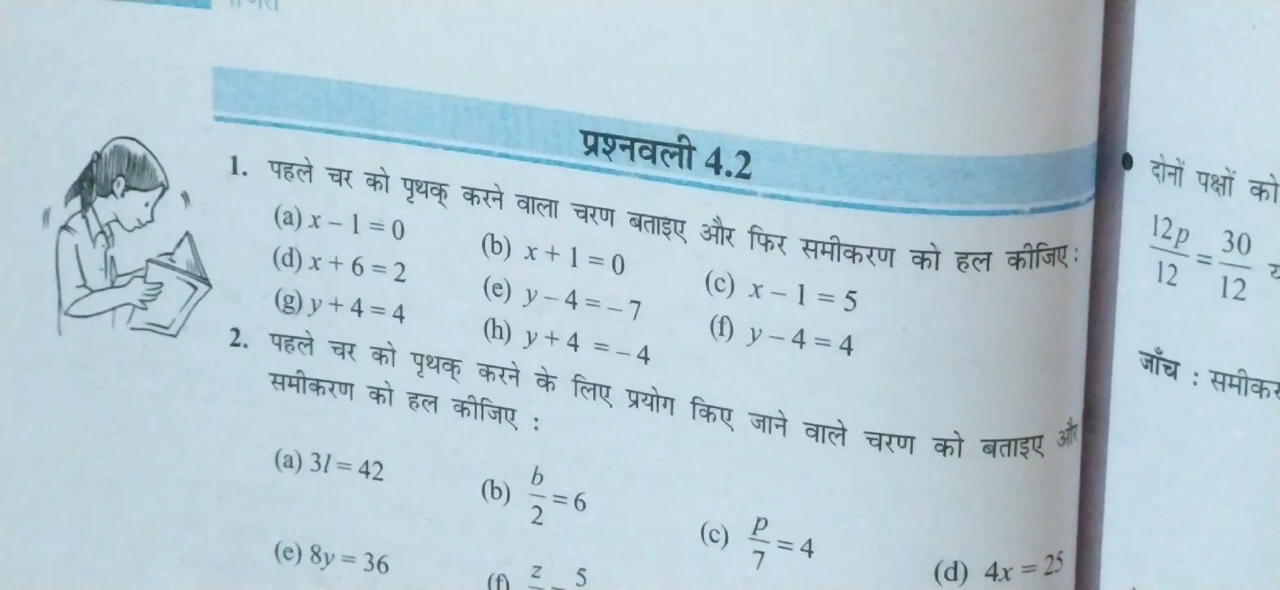 प्रश्नवली 4.2
1. पहले चर को पृथक् करने वाला चरण बताइए और फिर समीकरण को हल कीजिए :
(a) x – 1 = 0 (b) x + 1 = 0 (c) x – 1 = 5
(d) x + 6 = 2 (e) y – 4 = – 7 (f) y – 4 = 4
(g) y + 4 = 4 (h) y + 4 = – 4
2. पहले चर को पृथक् करने के लिए प्रयोग किए जाने वाले चरण को बताइए और
समीकरण को हल कीजिए :
(a) 3l = 42 (b) b/2 = 6 (c) p/7 = 4 (d) 4x = 25
(e) 8y = 36 (f) z 5
• दोनों पक्षों को
12p/12 = 30/12
जाँच : समीकर